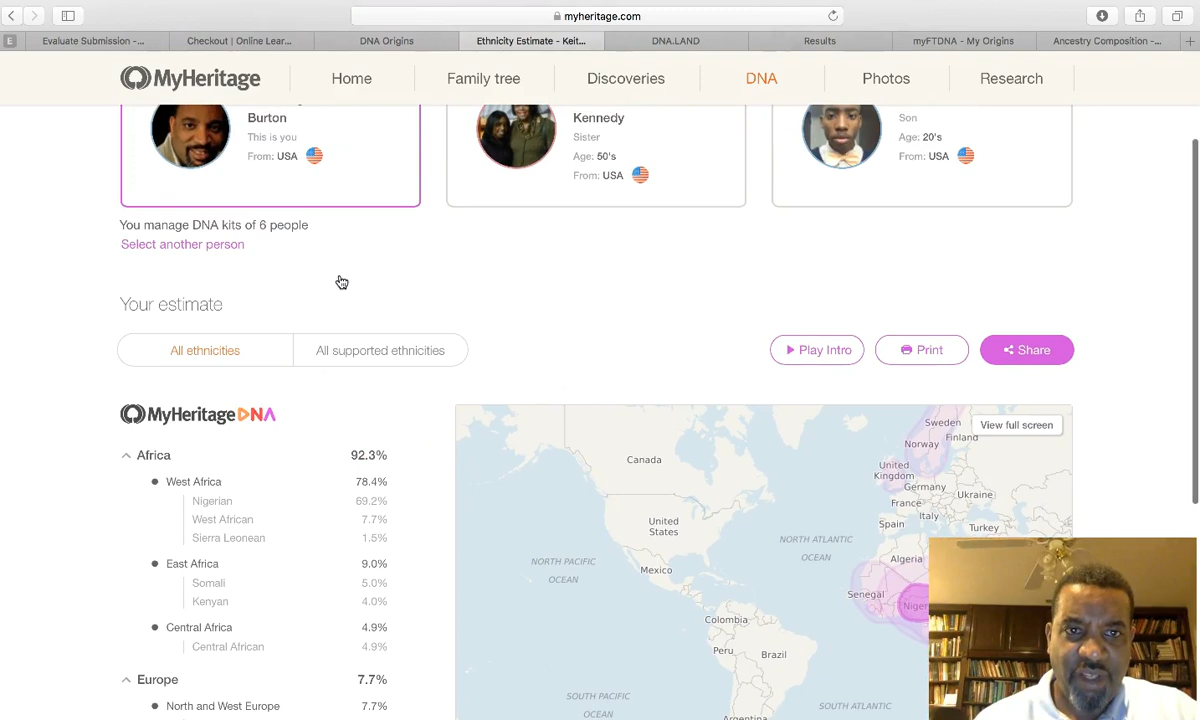 myheritage.com
E
Evaluate Submission -...
Checkout | Online Lear...
DNA Origins
Ethnicity Estimate - Keit...
DNA.LAND
Results
myFTDNA - My Origins
Ancestry Composition -...
MyHeritage
Home
Family tree
Discoveries
DNA
Photos
Research
Burton
This is you
From: USA
Kennedy
Sister
Age: 50's
From: USA
Son
Age: 20's
From: USA
You manage DNA kits of 6 people
Select another person
Your estimate
All ethnicities
All supported ethnicities
Play Intro
Print
Share
MyHeritage DNA
Africa 92.3%
West Africa 78.4%
Nigerian 69.2%
West African 7.7%
Sierra Leonean 1.5%
East Africa 9.0%
Somali 5.0%
Kenyan 4.0%
Central Africa 4.9%
Central African 4.9%
Europe 7.7%
North and West Europe 7.7%
View full screen
Sweden
Norway
Finland
Canada
United
Kingdom
Germany
Ukraine
France
Italy
Spain
Turkey
United
States
NORTH ATLANTIC
OCEAN
NORTH PACIFIC
OCEAN
Mexico
Algeria
Senegal
Niger
Colombia
Peru
Brazil
SOUTH PACIFIC
OCEAN
SOUTH ATLANTIC
Argentina